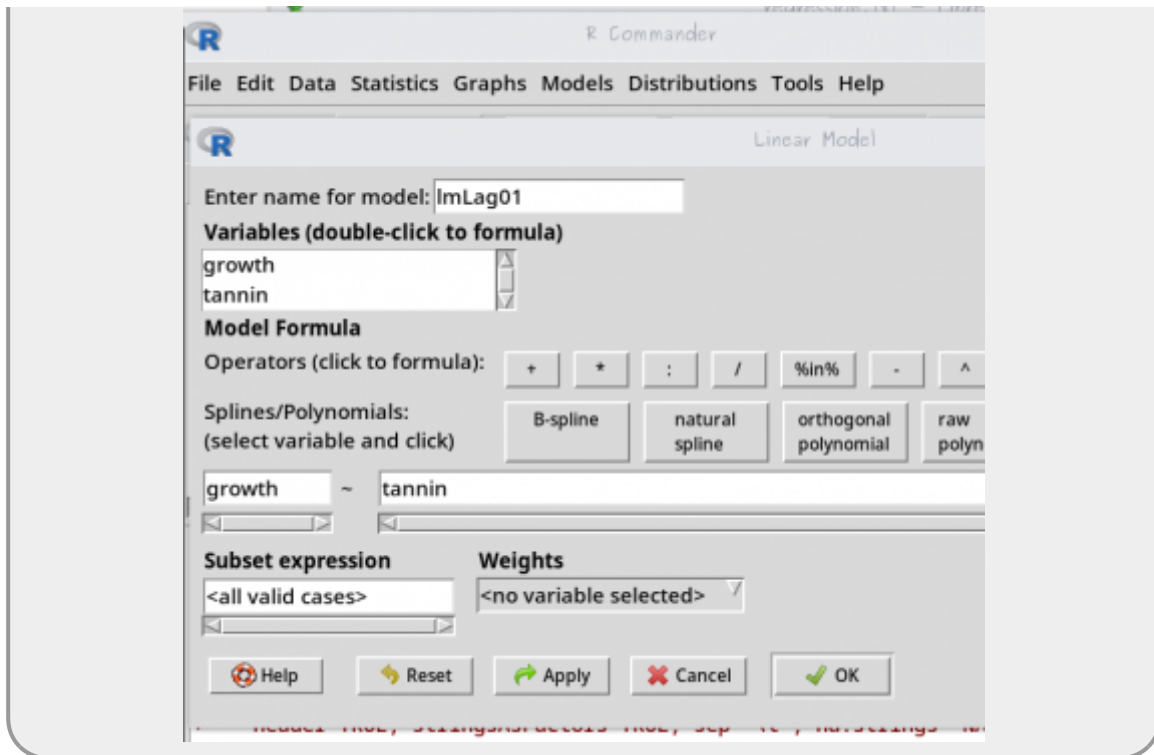 R Commander
File Edit Data Statistics Graphs Models Distributions Tools Help
Linear Model
Enter name for model: lmLag01
Variables (double-click to formula)
growth
tannin
Model Formula
Operators (click to formula): + * : / %in% - ^
Splines/Polynomials:
(select variable and click)
B-spline natural spline orthogonal polynomial raw polyn
growth ~ tannin
Subset expression Weights
<all valid cases> <no variable selected>
Help Reset Apply Cancel OK